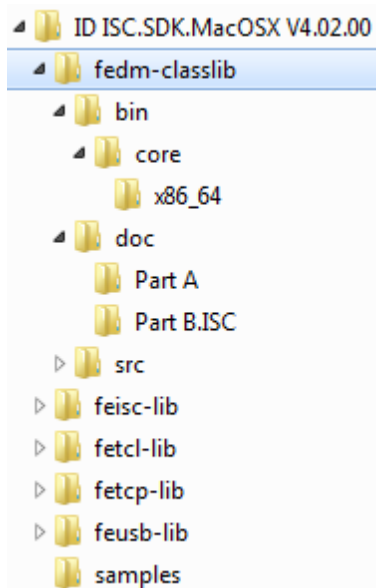 ID ISC.SDK.MacOSX V4.02.00
fedm-classlib
bin
core
x86_64
doc
Part A
Part B.ISC
src
feisc-lib
fetcl-lib
fetcp-lib
feusb-lib
samples